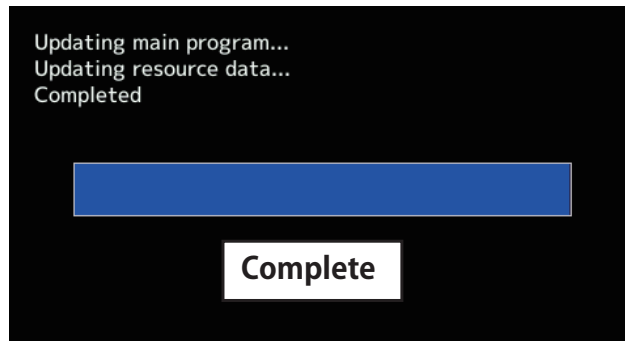 Updating main program...
Updating resource data...
Completed
Complete